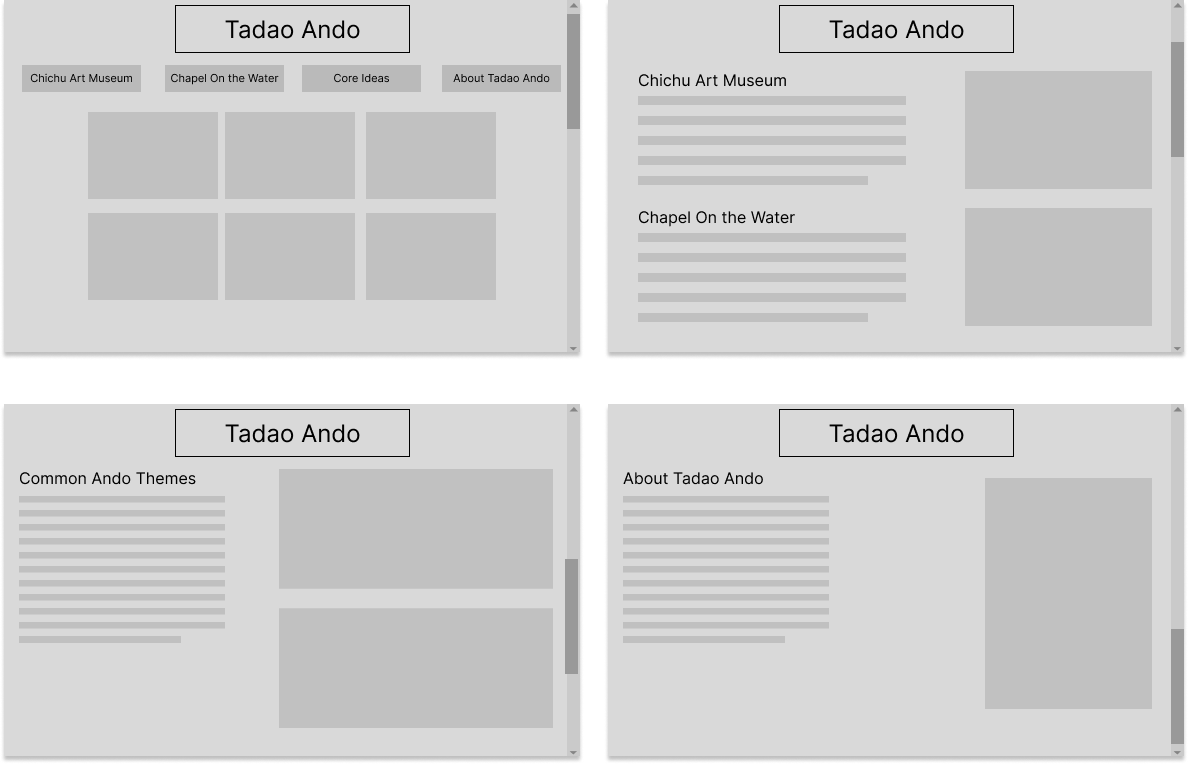 Tadao Ando
Chichu Art Museum
Chapel On the Water
Core Ideas
About Tadao Ando
Tadao Ando
Chichu Art Museum
Chapel On the Water
Tadao Ando
Common Ando Themes
Tadao Ando
About Tadao Ando